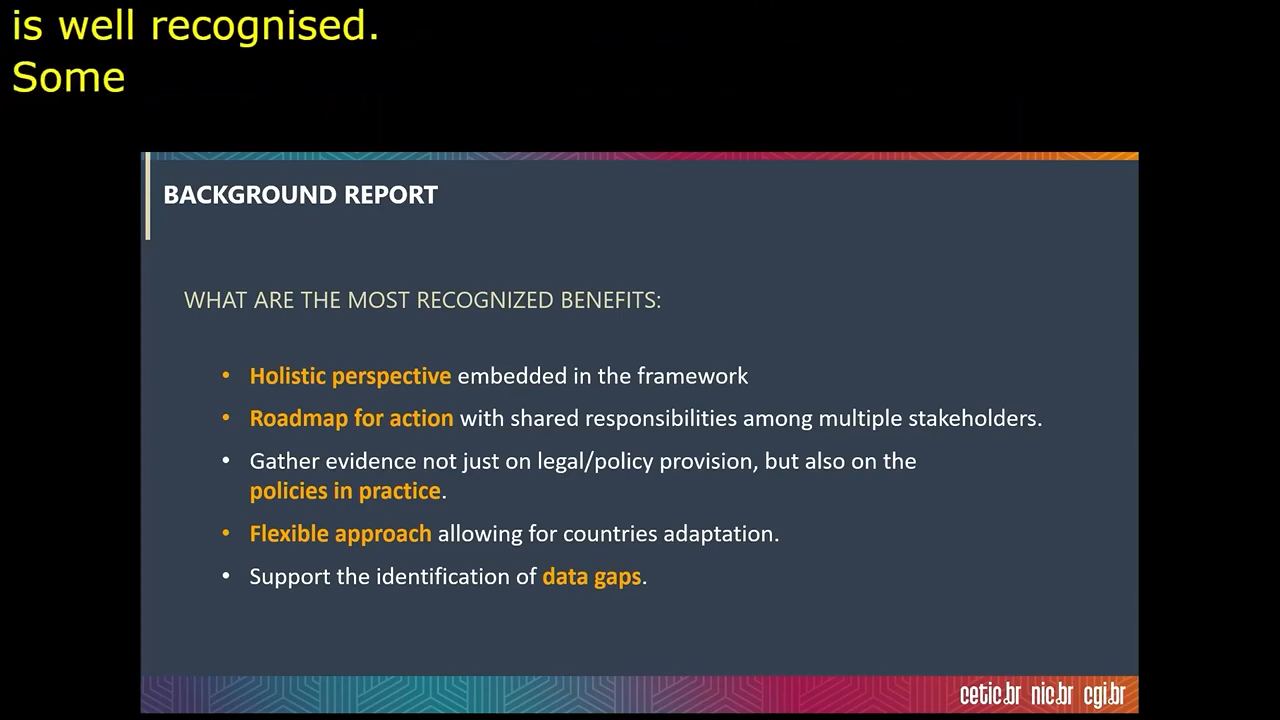 is well recognised.
Some
BACKGROUND REPORT
WHAT ARE THE MOST RECOGNIZED BENEFITS:
• Holistic perspective embedded in the framework
• Roadmap for action with shared responsibilities among multiple stakeholders.
• Gather evidence not just on legal/policy provision, but also on the
policies in practice.
• Flexible approach allowing for countries adaptation.
• Support the identification of data gaps.
cetic.br nic.br cgi.br